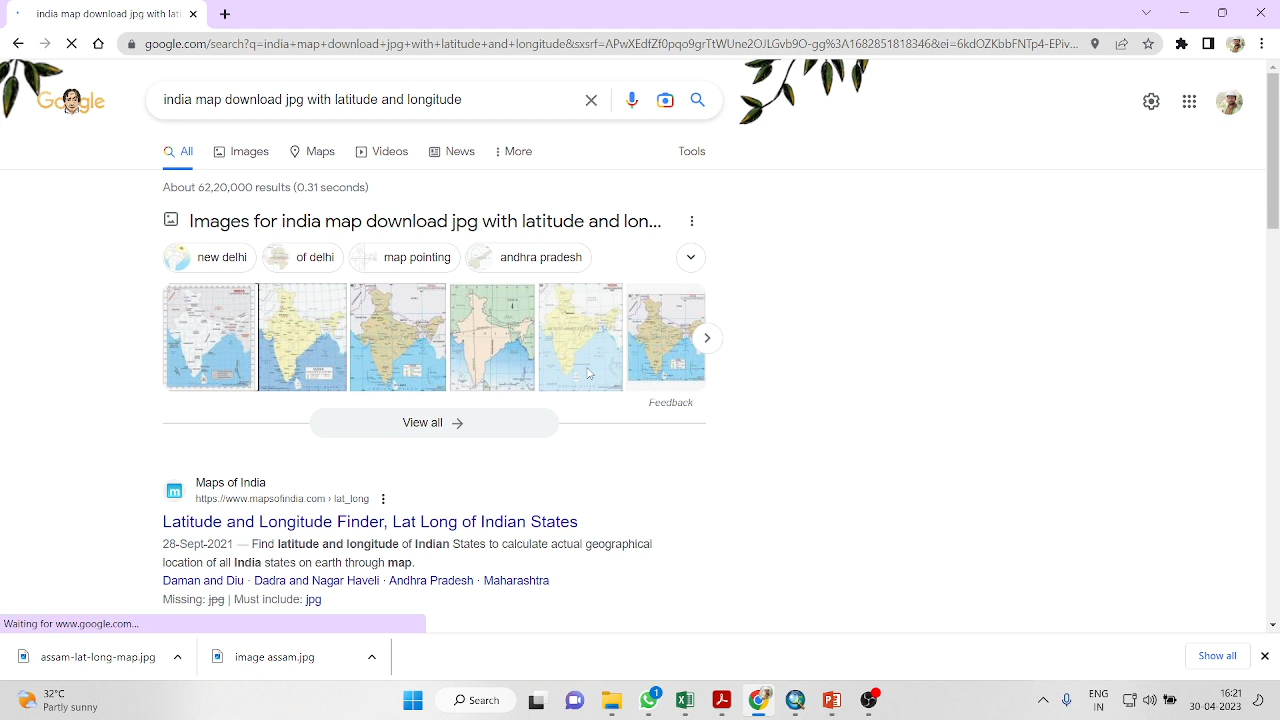 india map download jpg with lati
google.com/search?q=india+map+download+jpg+with+latitude+and+longitude&sxsrf=APwXEdfZf0pqo9grTWUne2OJLGvb9O-gg%3A1682851818346&ei=6kdOZKbbFNTp4-EPiv...
Google
india map download jpg with latitude and longitude
All
Images
Maps
Videos
News
More
Tools
About 62,20,000 results (0.31 seconds)
Images for india map download jpg with latitude and lon...
new delhi
of delhi
map pointing
andhra pradesh
Feedback
View all
Maps of India
https://www.mapsofindia.com › lat_long
Latitude and Longitude Finder, Lat Long of Indian States
28-Sept-2021 — Find latitude and longitude of Indian States to calculate actual geographical
location of all India states on earth through map.
Daman and Diu · Dadra and Nagar Haveli · Andhra Pradesh · Maharashtra
Missing: jpg | Must include: jpg
Waiting for www.google.com...
assam-lat-long-map.jpg
image assam.jpg
Show all
32°C
Partly sunny
Search
1
ENG
IN
16:21
30-04-2023